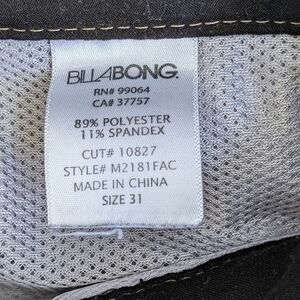 BILLABONG.
RN# 99064
CA# 37757
89% POLYESTER
11% SPANDEX
CUT# 10827
STYLE# M2181FAC
MADE IN CHINA
SIZE 31